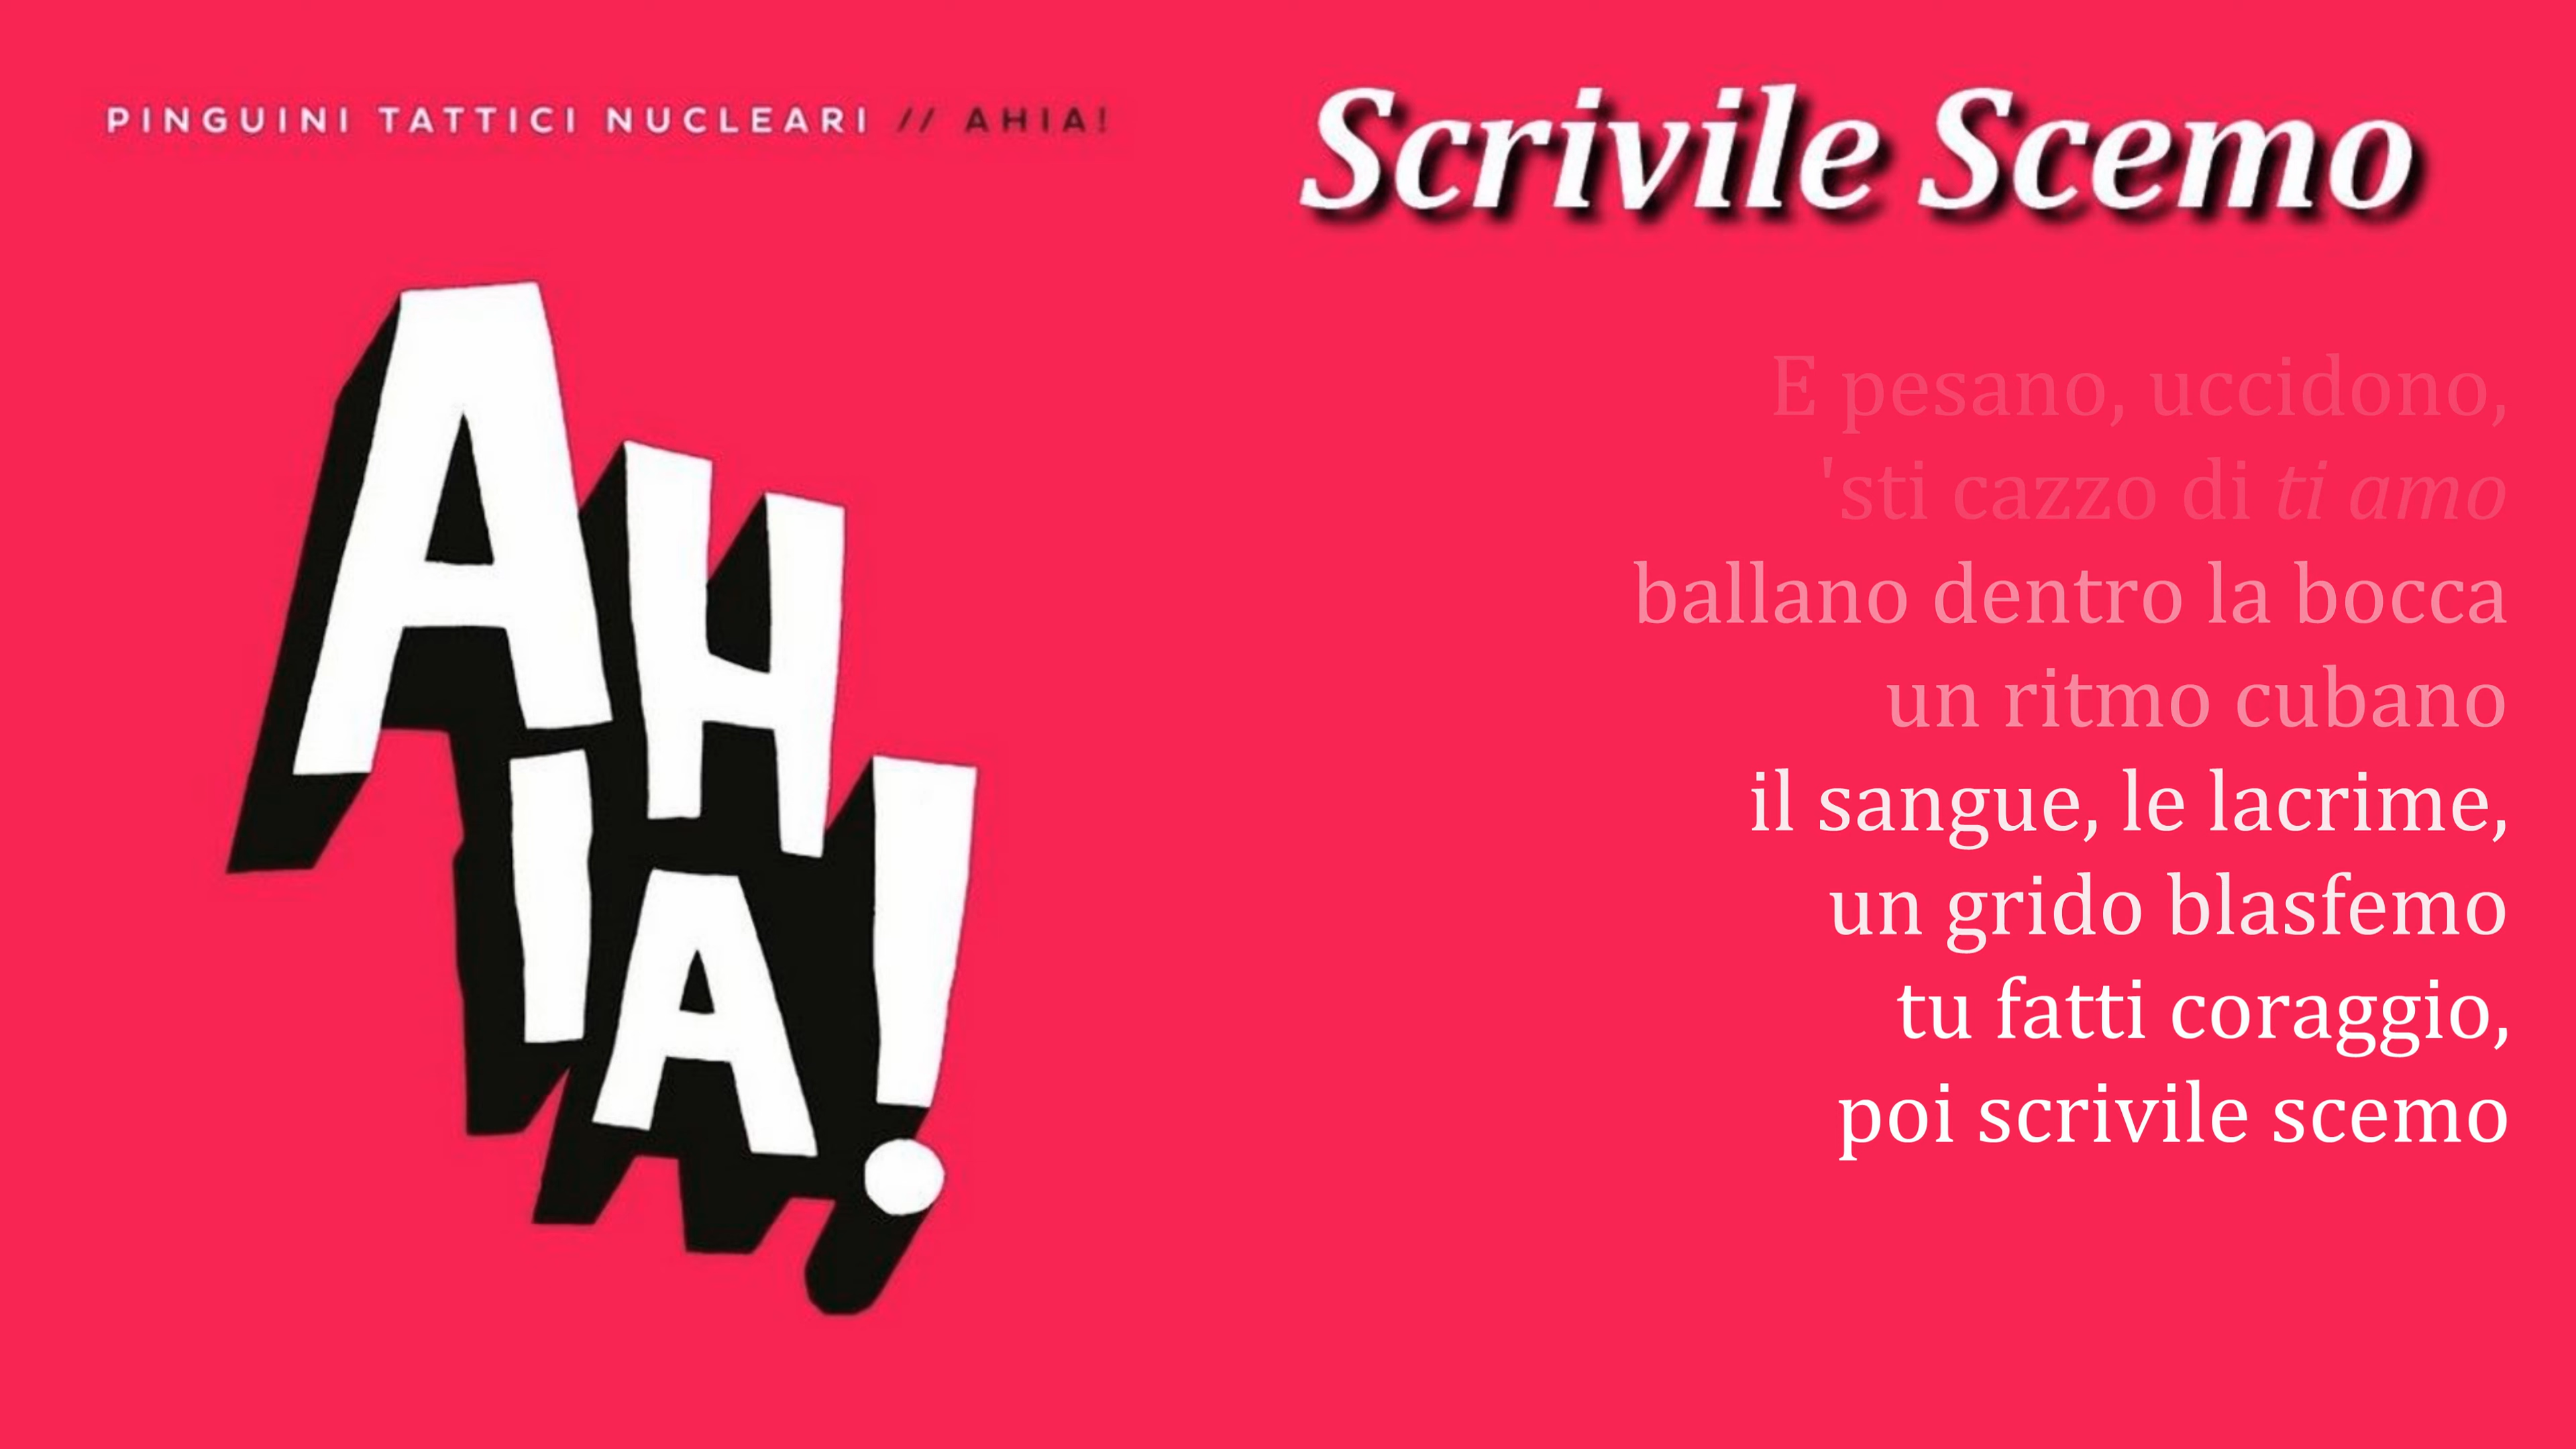 PINGUINI TATTICI NUCLEARI // AHIA!
Scrivile Scemo
AHIA!
E pesano, uccidono,
'sti cazzo di ti amo
ballano dentro la bocca
un ritmo cubano
il sangue, le lacrime,
un grido blasfemo
tu fatti coraggio,
poi scrivile scemo